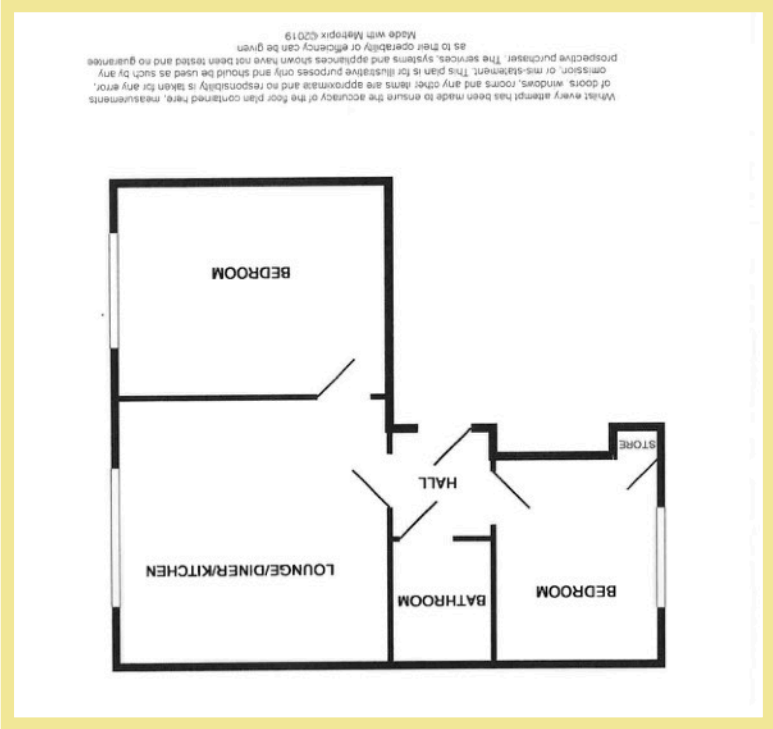 BEDROOM
BATHROOM
LOUNGE/DINER/KITCHEN
HALL
STORE
BEDROOM
Whilst every attempt has been made to ensure the accuracy of the floor plan contained here, measurements
of doors, windows, rooms and any other items are approximate and no responsibility is taken for any error,
omission, or mis-statement. This plan is for illustrative purposes only and should be used as such by any
prospective purchaser. The services, systems and appliances shown have not been tested and no guarantee
as to their operability or efficiency can be given
Made with Metropix ©2019